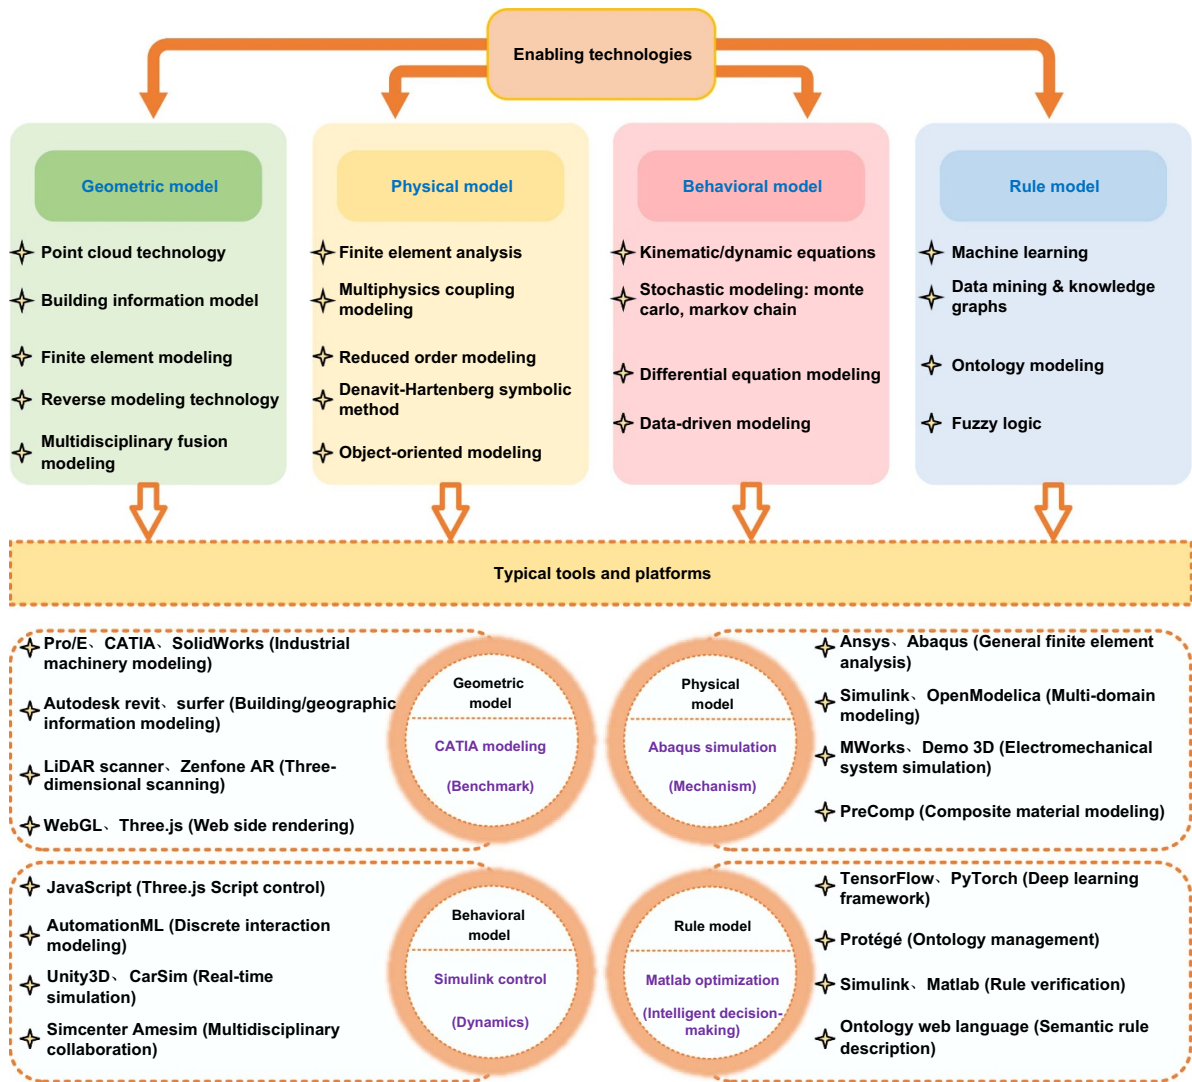 Enabling technologies
Geometric model
Point cloud technology
Building information model
Finite element modeling
Reverse modeling technology
Multidisciplinary fusion
modeling
Physical model
Finite element analysis
Multiphysics coupling
modeling
Reduced order modeling
Denavit-Hartenberg symbolic
method
Object-oriented modeling
Behavioral model
Kinematic/dynamic equations
Stochastic modeling: monte
carlo, markov chain
Differential equation modeling
Data-driven modeling
Rule model
Machine learning
Data mining & knowledge
graphs
Ontology modeling
Fuzzy logic
Typical tools and platforms
Pro/E、CATIA、SolidWorks (Industrial
machinery modeling)
Autodesk revit、surfer (Building/geographic
information modeling)
LiDAR scanner、Zenfone AR (Three-
dimensional scanning)
WebGL、Three.js (Web side rendering)
Geometric
model
CATIA modeling
(Benchmark)
Physical
model
Abaqus simulation
(Mechanism)
Ansys、Abaqus (General finite element
analysis)
Simulink、OpenModelica (Multi-domain
modeling)
MWorks、Demo 3D (Electromechanical
system simulation)
PreComp (Composite material modeling)
JavaScript (Three.js Script control)
AutomationML (Discrete interaction
modeling)
Unity3D、CarSim (Real-time
simulation)
Simcenter Amesim (Multidisciplinary
collaboration)
Behavioral
model
Simulink control
(Dynamics)
Rule model
Matlab optimization
(Intelligent decision-
making)
TensorFlow、PyTorch (Deep learning
framework)
Protégé (Ontology management)
Simulink、Matlab (Rule verification)
Ontology web language (Semantic rule
description)